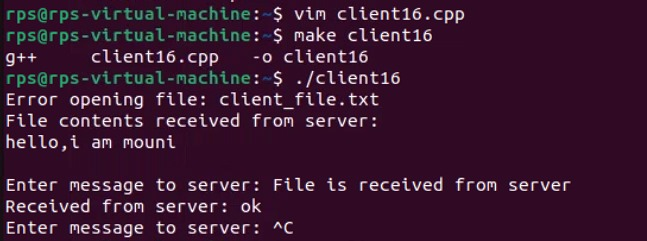 rps@rps-virtual-machine:~$ vim client16.cpp
rps@rps-virtual-machine:~$ make client16
g++     client16.cpp   -o client16
rps@rps-virtual-machine:~$ ./client16
Error opening file: client_file.txt
File contents received from server:
hello,i am mouni

Enter message to server: File is received from server
Received from server: ok
Enter message to server: ^C